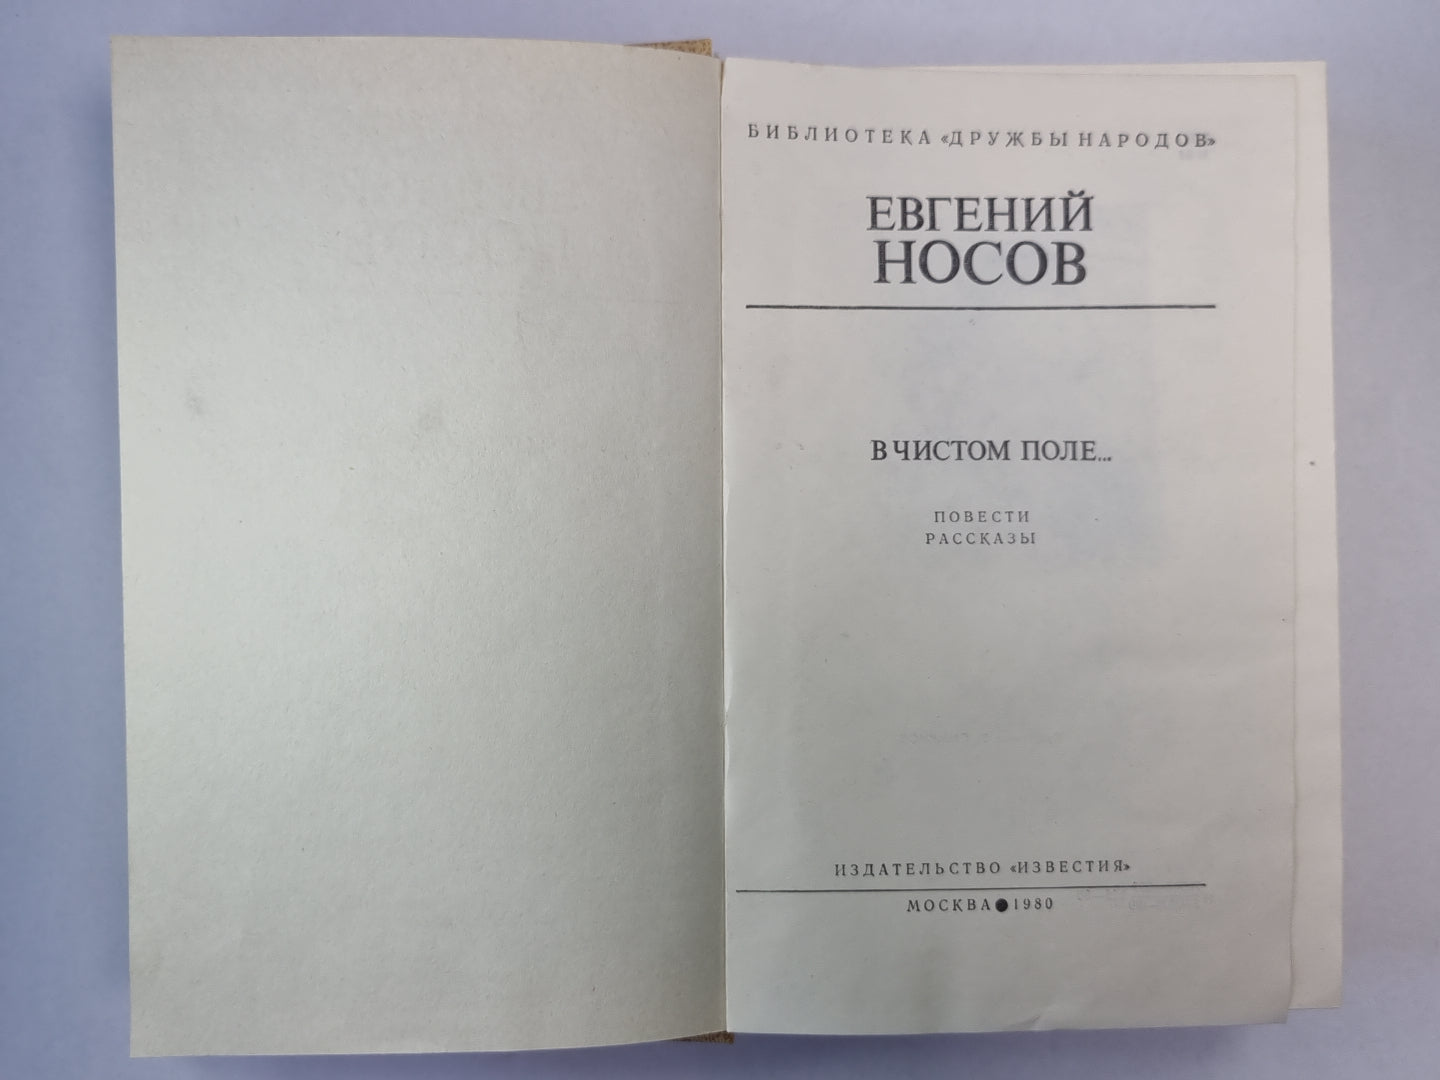 БИБЛИОТЕКА «ДРУЖБЫ НАРОДОВ»
ЕВГЕНИЙ
НОСОВ
В ЧИСТОМ ПОЛЕ...
ПОВЕСТИ
РАССКАЗЫ
ИЗДАТЕЛЬСТВО «ИЗВЕСТИЯ»
МОСКВА ● 1980